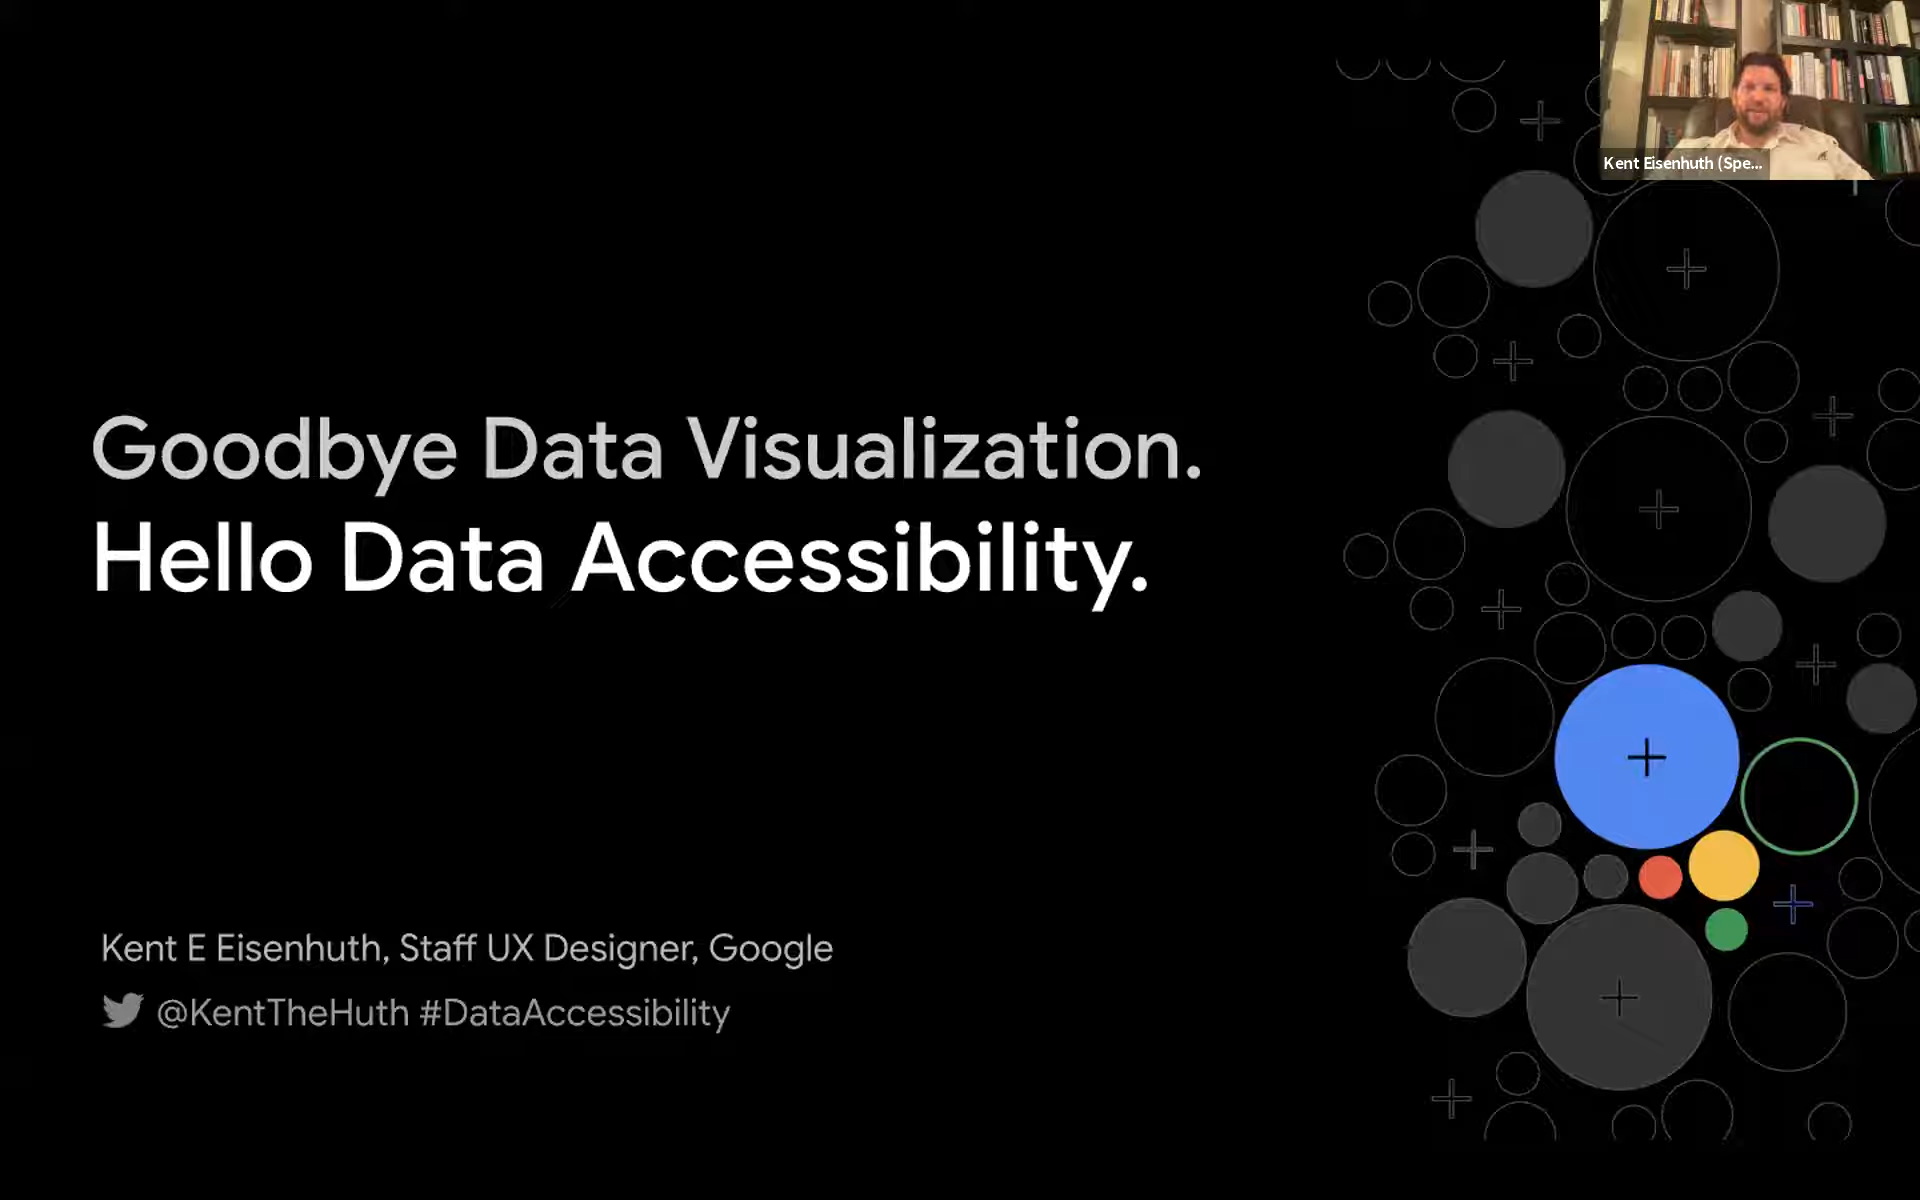 Kent Eisenhuth (Spe...
Goodbye Data Visualization.
Hello Data Accessibility.
Kent E Eisenhuth, Staff UX Designer, Google
@KentTheHuth #DataAccessibility